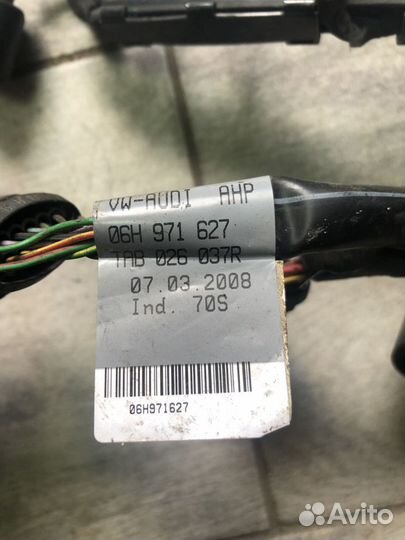 VW-AUDI AHP
06H 971 627
TAB 026 037R
07.03.2008
Ind. 70S
06H971627
Avito